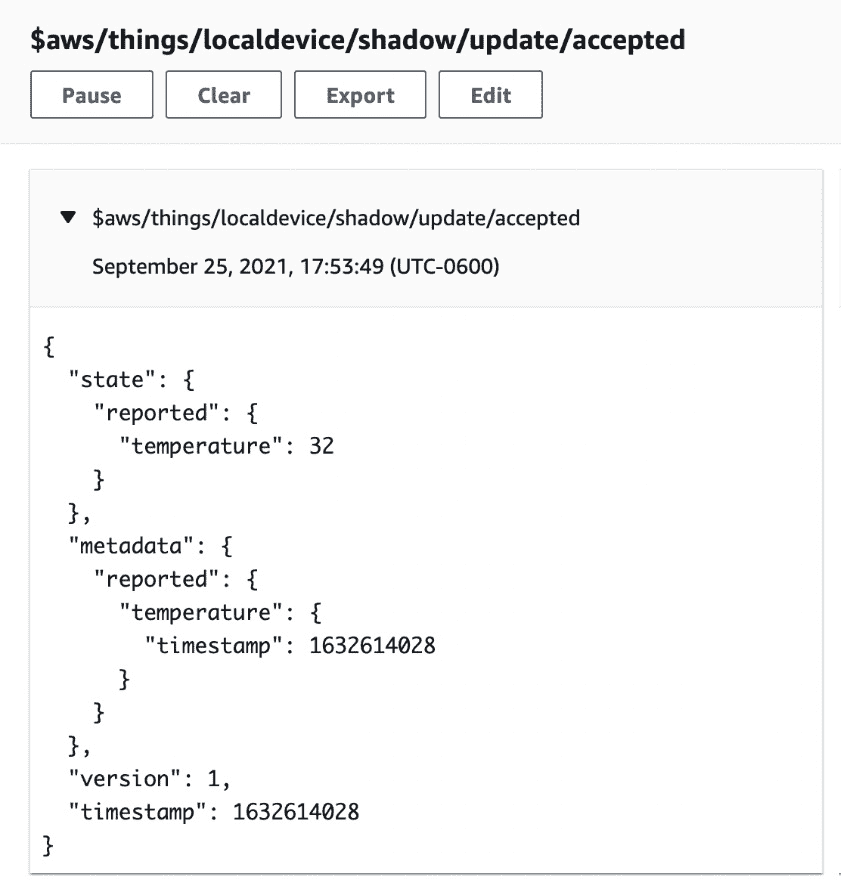 $aws/things/localdevice/shadow/update/accepted
Pause Clear Export Edit
▼ $aws/things/localdevice/shadow/update/accepted
September 25, 2021, 17:53:49 (UTC-0600)
{
  "state": {
    "reported": {
      "temperature": 32
    }
  },
  "metadata": {
    "reported": {
      "temperature": {
        "timestamp": 1632614028
      }
    }
  },
  "version": 1,
  "timestamp": 1632614028
}